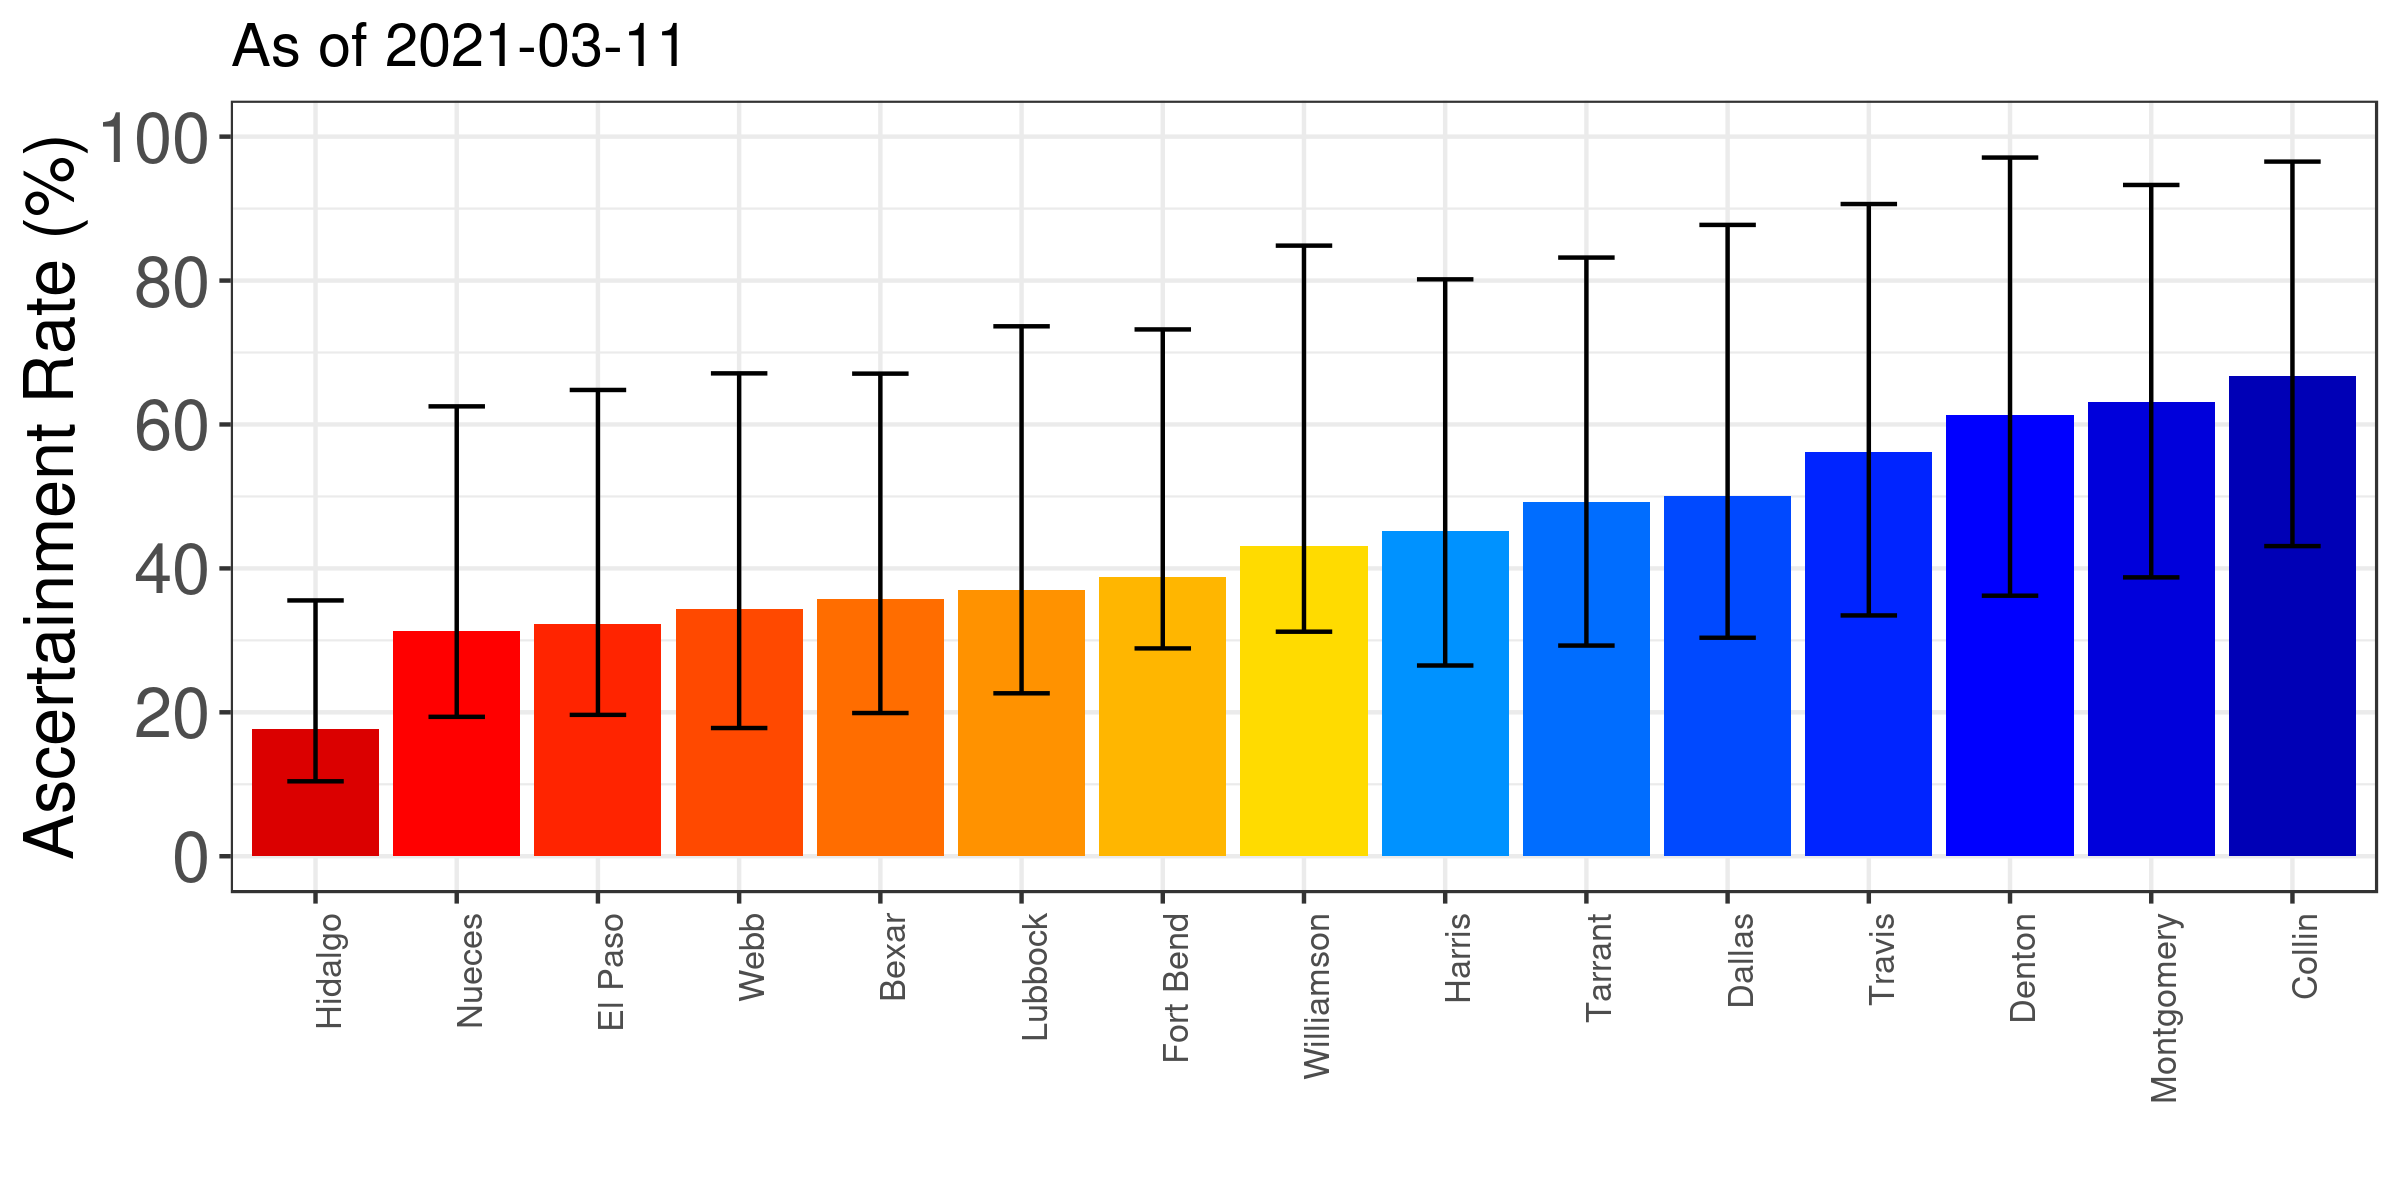 As of 2021-03-11
Ascertainment Rate (%)
100
80
60
40
20
0
Hidalgo
Nueces
El Paso
Webb
Bexar
Lubbock
Fort Bend
Williamson
Harris
Tarrant
Dallas
Travis
Denton
Montgomery
Collin